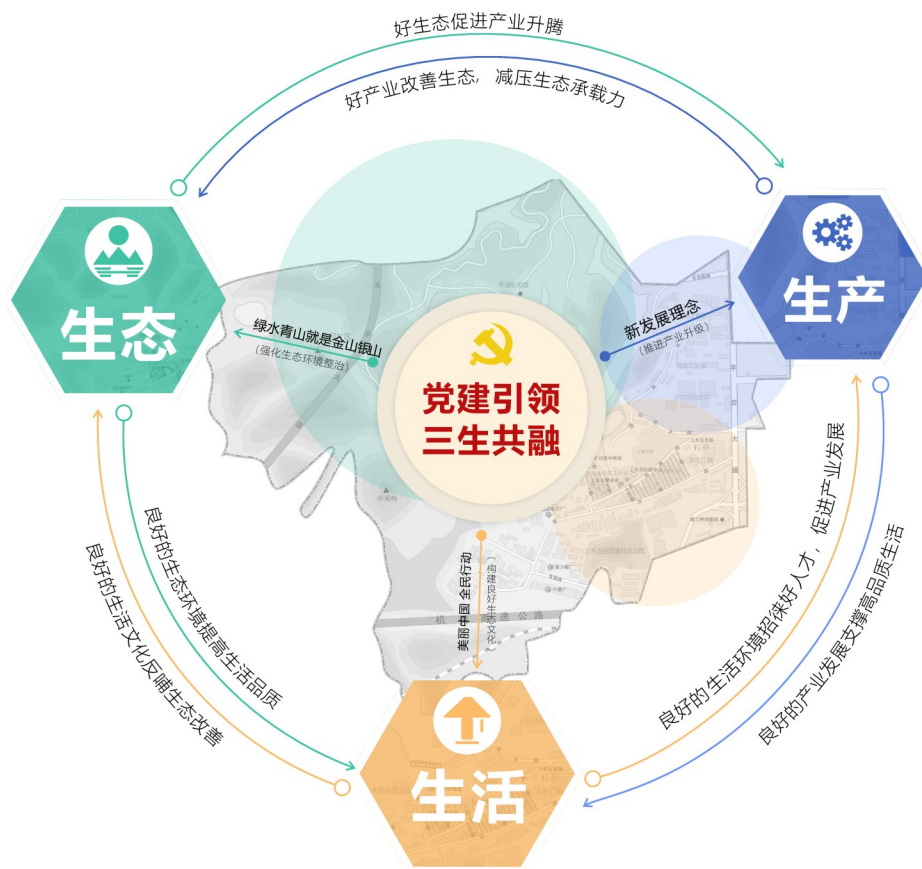 好生态促进产业升腾
好产业改善生态，减压生态承载力
生态
生产
绿水青山就是金山银山
（强化生态环境整治）
新发展理念
（推进产业升级）
党建引领
三生共融
美丽中国 全民行动
（构建良好生态文化）
良好的生态环境提高生活品质
良好的生活文化反哺生态改善
良好的生活环境招徕好人才，促进产业发展
良好的产业发展支撑高品质生活
生活